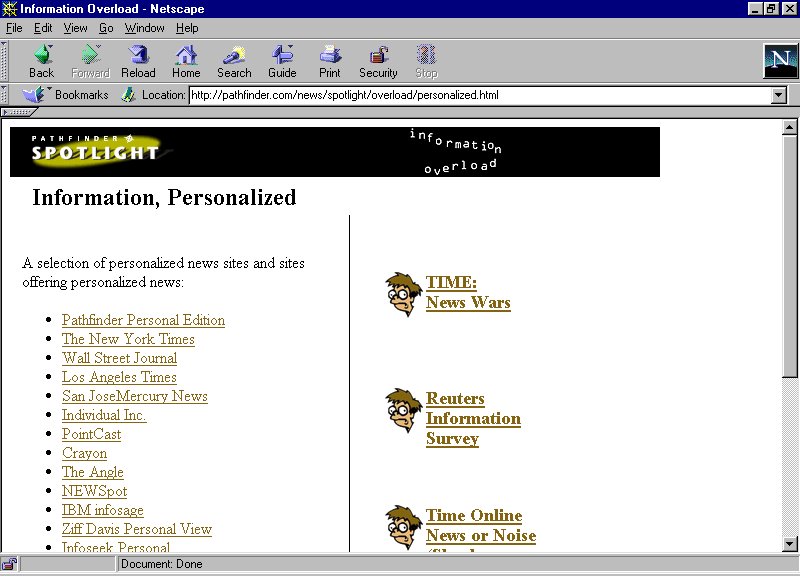 Information Overload - Netscape
File Edit View Go Window Help
Back Forward Reload Home Search Guide Print Security Stop
N
Bookmarks Location: http://pathfinder.com/news/spotlight/overload/personalized.html
PATHFINDER
SPOTLIGHT
information
overload
Information, Personalized
A selection of personalized news sites and sites
offering personalized news:
Pathfinder Personal Edition
The New York Times
Wall Street Journal
Los Angeles Times
San JoseMercury News
Individual Inc.
PointCast
Crayon
The Angle
NEWSpot
IBM infosage
Ziff Davis Personal View
Infoseek Personal
TIME:
News Wars
Reuters
Information
Survey
Time Online
News or Noise
Document: Done